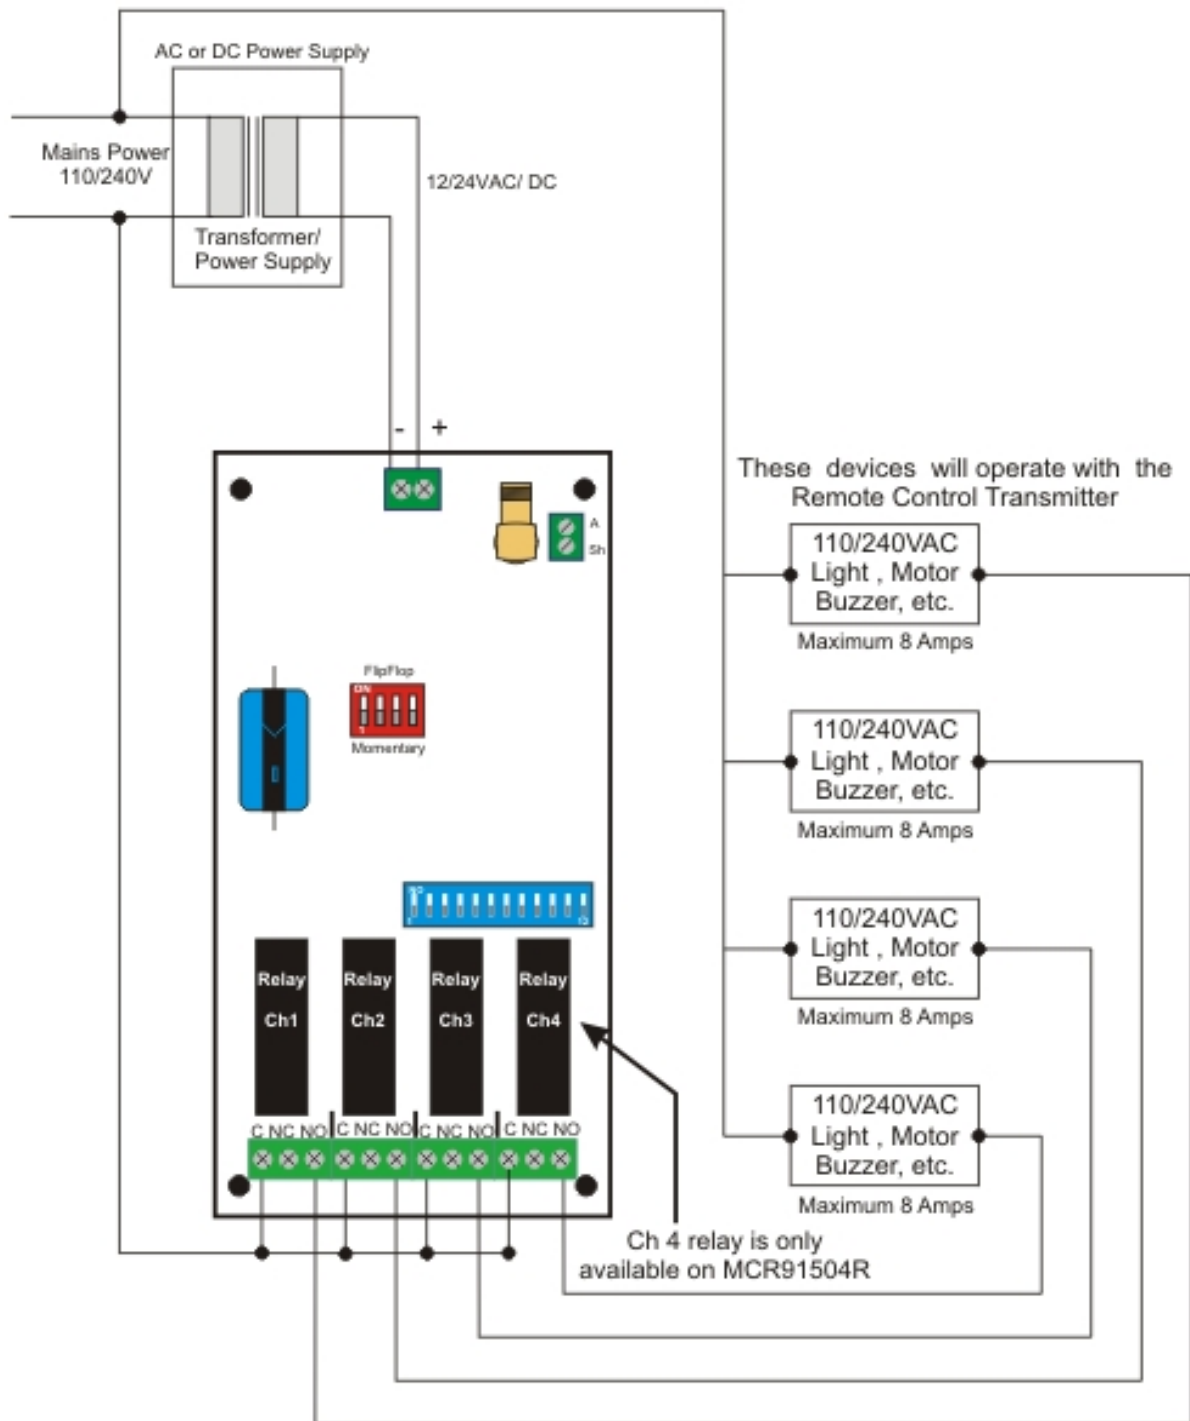 AC or DC Power Supply
Mains Power
110/240V
12/24VAC/ DC
Transformer/
Power Supply
- +
These devices will operate with the
Remote Control Transmitter
A
Sh
110/240VAC
Light , Motor
Buzzer, etc.
Maximum 8 Amps
FlipFlop
ON
1
Momentary
110/240VAC
Light , Motor
Buzzer, etc.
Maximum 8 Amps
1 12
110/240VAC
Light , Motor
Buzzer, etc.
Maximum 8 Amps
Relay Relay Relay Relay
Ch1 Ch2 Ch3 Ch4
110/240VAC
Light , Motor
Buzzer, etc.
Maximum 8 Amps
C NC NO C NC NO C NC NO C NC NO
Ch 4 relay is only
available on MCR91504R